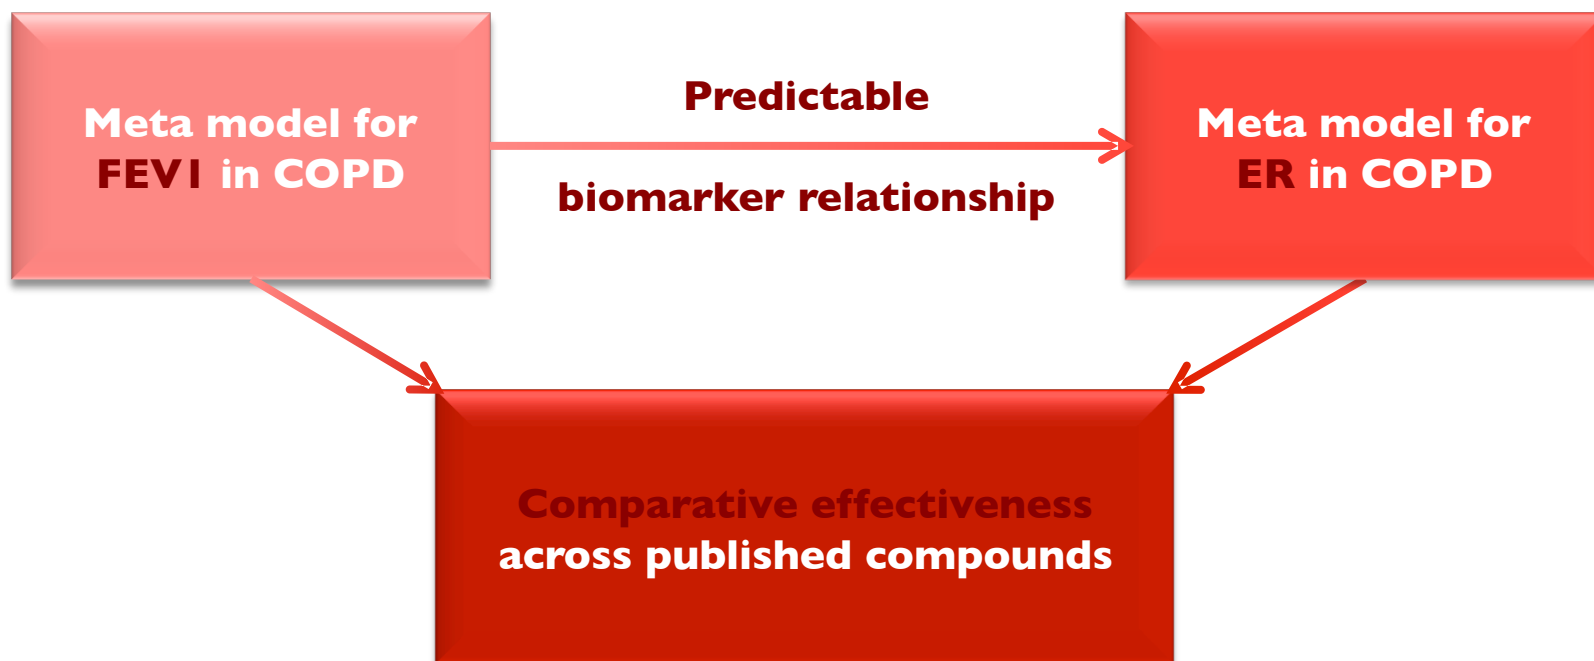 Meta model for
FEV1 in COPD
Predictable
biomarker relationship
Meta model for
ER in COPD
Comparative effectiveness
across published compounds